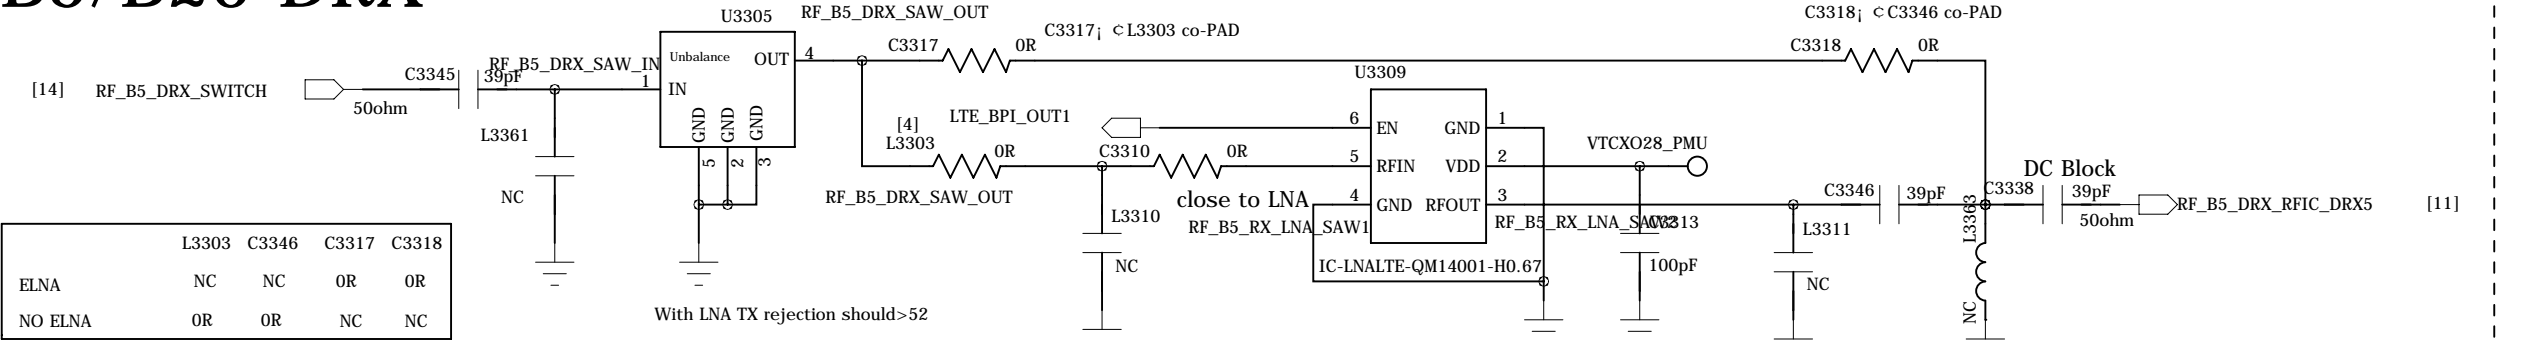 B5/B26 DRX
U3305
RF_B5_DRX_SAW_OUT
C3317¡ ¢L3303 co-PAD
C3318¡ ¢C3346 co-PAD
C3317
0R
C3318
0R
Unbalance
OUT
4
RF_B5_DRX_SAW_IN
1
IN
GND
GND
GND
5
2
3
[14]
RF_B5_DRX_SWITCH
50ohm
C3345
39pF
L3361
NC
U3309
LTE_BPI_OUT1
[4]
L3303
0R
C3310
0R
RF_B5_DRX_SAW_OUT
L3310
NC
close to LNA
RF_B5_RX_LNA_SAW1
6
EN
GND
1
5
RFIN
VDD
2
4
GND
RFOUT
3
IC-LNALTE-QM14001-H0.67
VTCXO28_PMU
RF_B5_RX_LNA_SAW2
C3313
100pF
L3311
NC
C3346
39pF
L3363
NC
DC Block
C3338
39pF
50ohm
RF_B5_DRX_RFIC_DRX5
[11]
With LNA TX rejection should>52
L3303 C3346 C3317 C3318
ELNA NC NC 0R 0R
NO ELNA 0R 0R NC NC